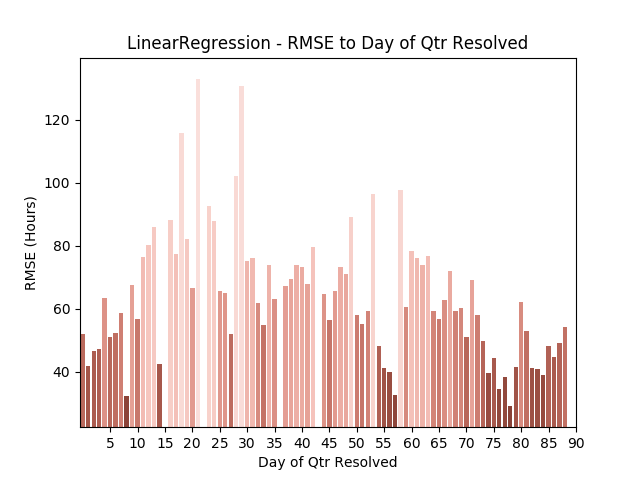 LinearRegression - RMSE to Day of Qtr Resolved
120
100
80
60
40
RMSE (Hours)
5 10 15 20 25 30 35 40 45 50 55 60 65 70 75 80 85 90
Day of Qtr Resolved